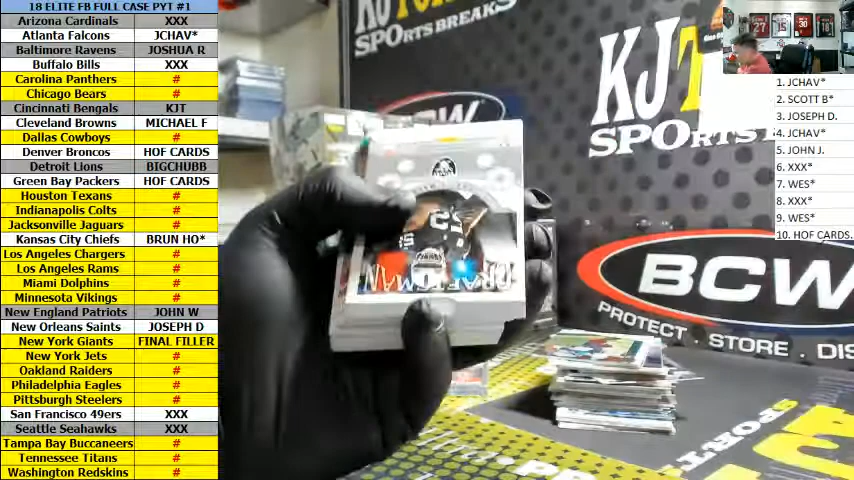 18 ELITE FB FULL CASE PYT #1
Arizona Cardinals XXX
Atlanta Falcons JCHAV*
Baltimore Ravens JOSHUA R
Buffalo Bills XXX
Carolina Panthers #
Chicago Bears #
Cincinnati Bengals KJT
Cleveland Browns MICHAEL F
Dallas Cowboys #
Denver Broncos HOF CARDS
Detroit Lions BIGCHUBB
Green Bay Packers HOF CARDS
Houston Texans #
Indianapolis Colts #
Jacksonville Jaguars #
Kansas City Chiefs BRUN HO*
Los Angeles Chargers #
Los Angeles Rams #
Miami Dolphins #
Minnesota Vikings #
New England Patriots JOHN W
New Orleans Saints JOSEPH D
New York Giants FINAL FILLER
New York Jets #
Oakland Raiders #
Philadelphia Eagles #
Pittsburgh Steelers #
San Francisco 49ers XXX
Seattle Seahawks XXX
Tampa Bay Buccaneers #
Tennessee Titans #
Washington Redskins #
SPORTS BREAKS
KJT
SPORTS
BCW
BCW
PROTECT . STORE . DIS
1. JCHAV*
2. SCOTT B*
3. JOSEPH D.
4. JCHAV*
5. JOHN J.
6. XXX*
7. WES*
8. XXX*
9. WES*
10. HOF CARDS.